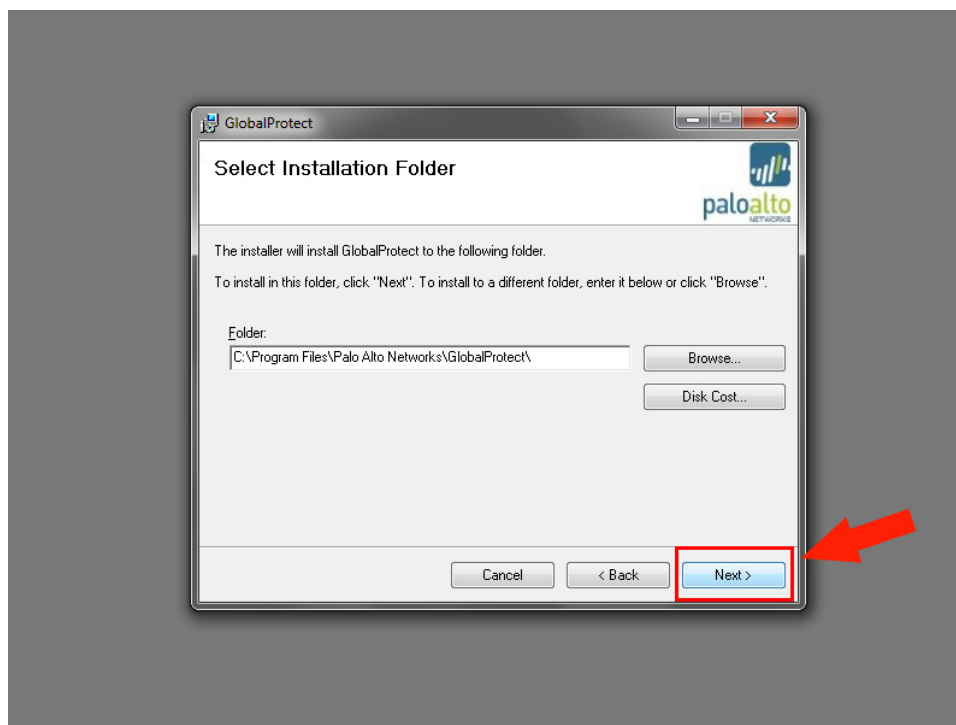 GlobalProtect
Select Installation Folder
paloalto
NETWORKS
The installer will install GlobalProtect to the following folder.
To install in this folder, click "Next". To install to a different folder, enter it below or click "Browse".
Folder:
C:\Program Files\Palo Alto Networks\GlobalProtect\
Browse...
Disk Cost...
Cancel
< Back
Next >